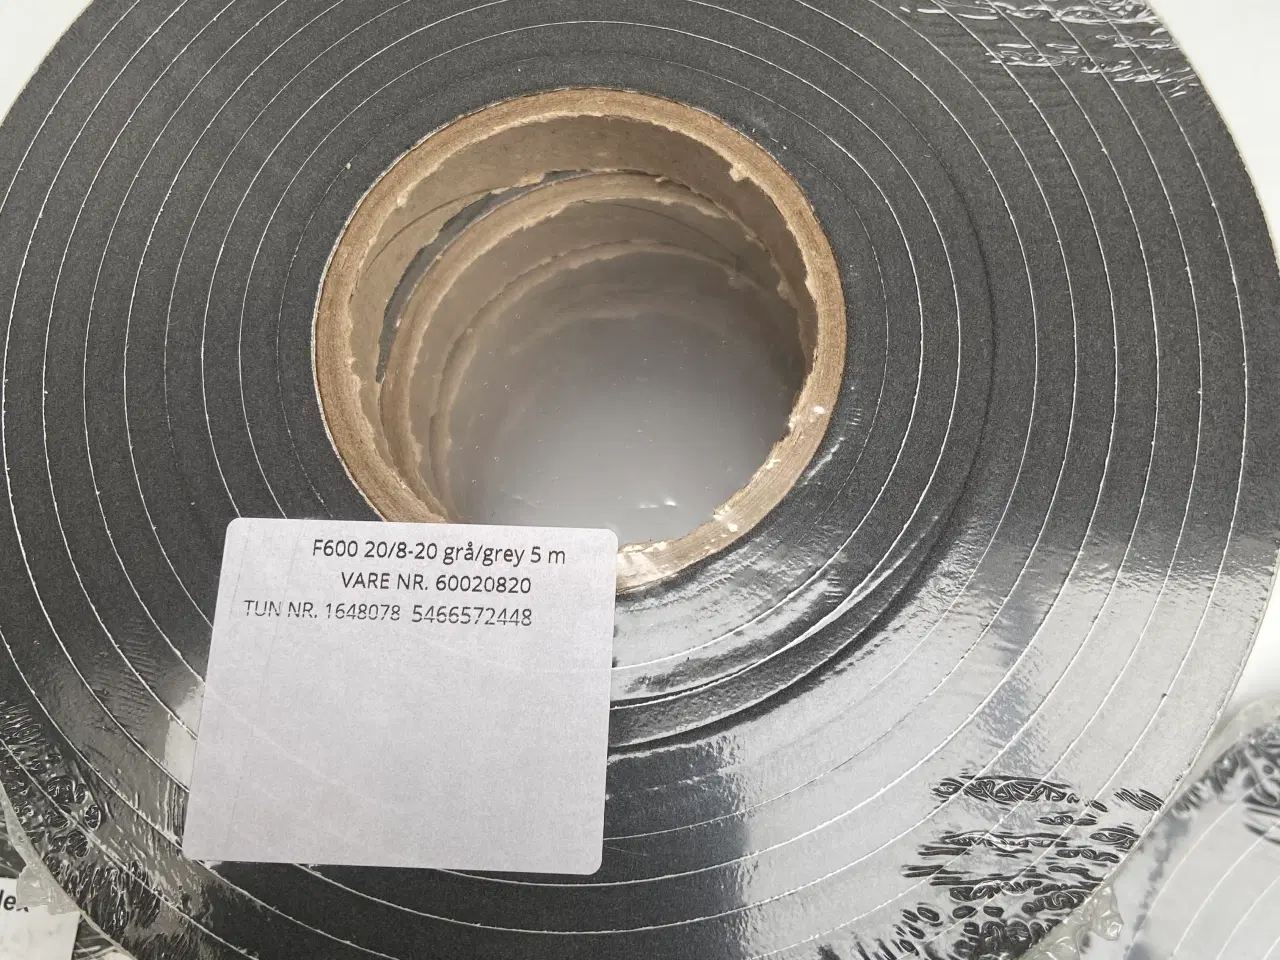 F600 20/8-20 grå/grey 5 m
VARE NR. 60020820
TUN NR. 1648078 5466572448